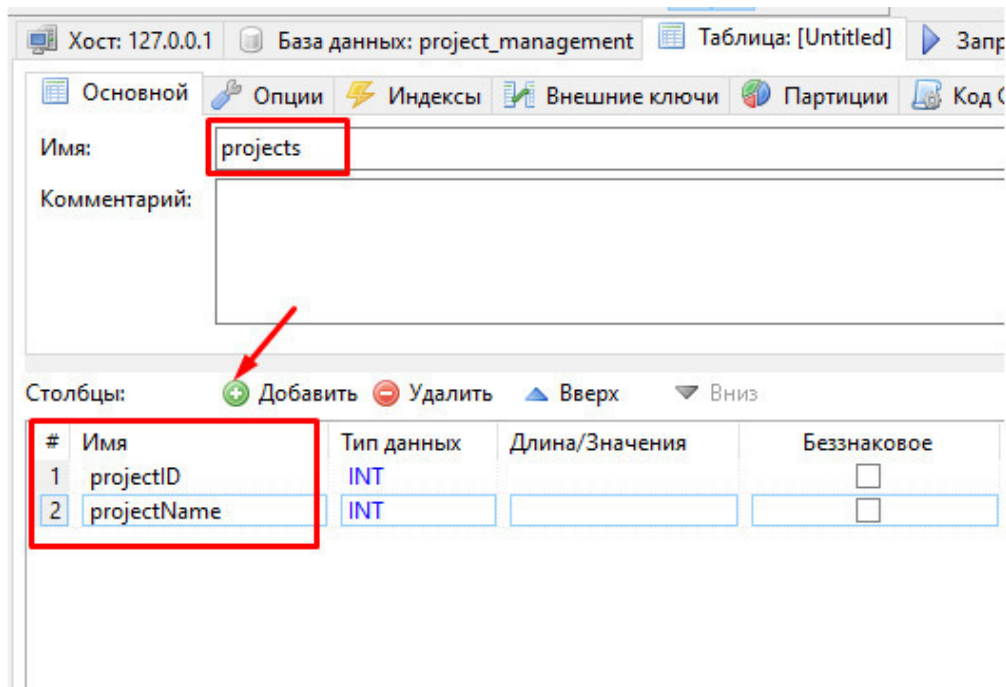 Хост: 127.0.0.1 База данных: project_management Таблица: [Untitled]
Основной Опции Индексы Внешние ключи Партиции Код
Имя: projects
Комментарий:
Столбцы: Добавить Удалить Вверх Вниз
# Имя Тип данных Длина/Значения Беззнаковое
1 projectID INT
2 projectName INT